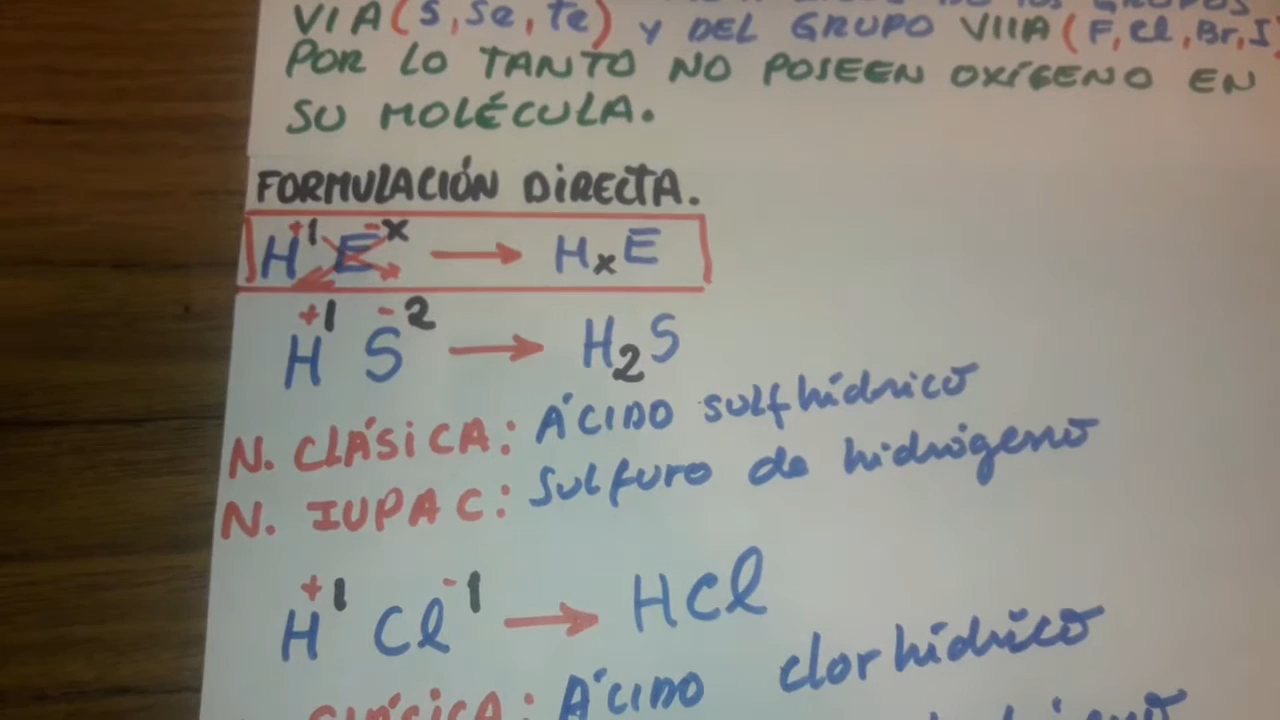 VIA(S,Se,Te) Y DEL GRUPO VIIA(F,Cl,Br,I)
POR LO TANTO NO POSEEN OXÍGENO EN
SU MOLÉCULA.
FORMULACIÓN DIRECTA.
H⁺¹ E⁻ˣ → HₓE
H⁺¹ S⁻² → H₂S
N. CLÁSICA: ÁCIDO sulfhídrico
N. IUPAC: sulfuro de hidrógeno
H⁺¹ Cl⁻¹ → HCl
CLÁSICA: ÁCIDO clorhídrico